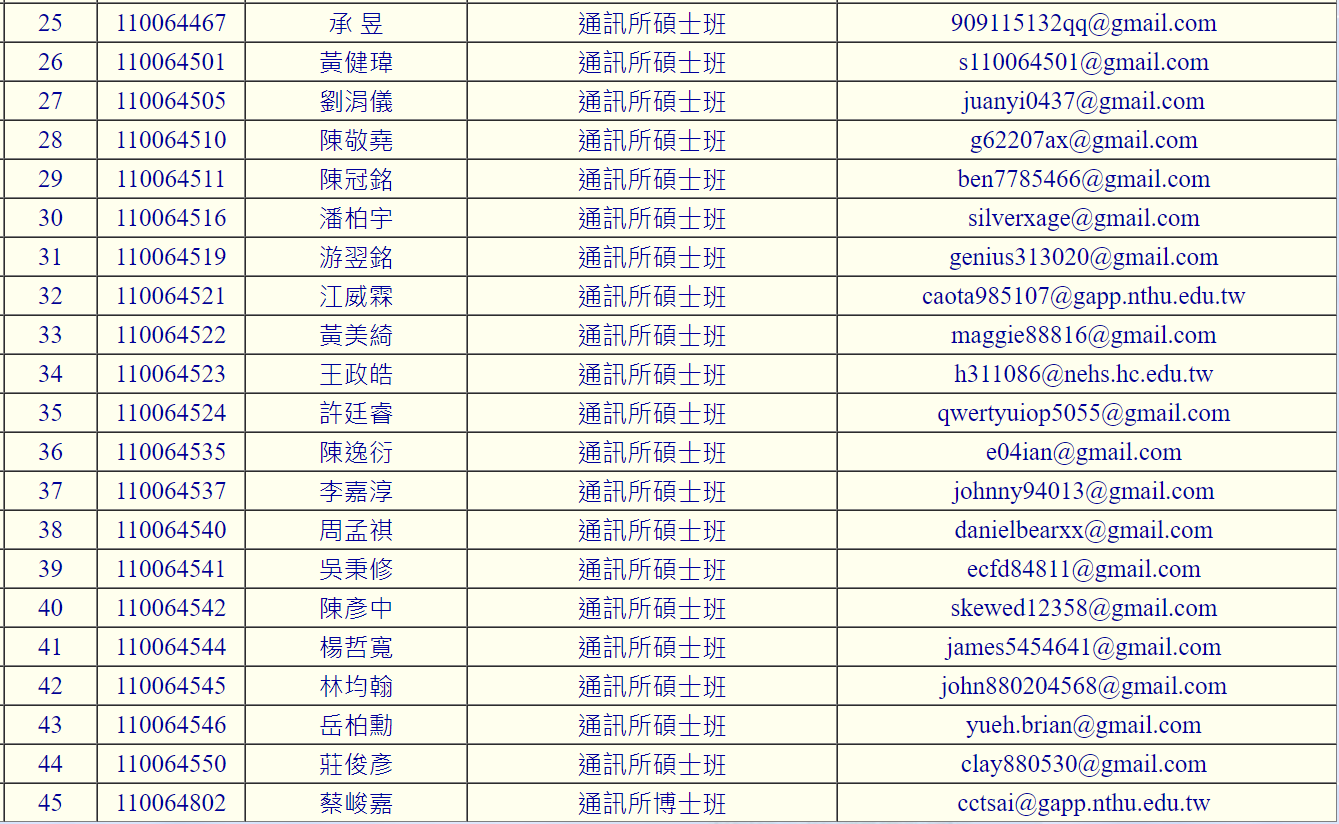 25 110064467 承 昱 通訊所碩士班 909115132qq@gmail.com
26 110064501 黃健瑋 通訊所碩士班 s110064501@gmail.com
27 110064505 劉涓儀 通訊所碩士班 juanyi0437@gmail.com
28 110064510 陳敬堯 通訊所碩士班 g62207ax@gmail.com
29 110064511 陳冠銘 通訊所碩士班 ben7785466@gmail.com
30 110064516 潘柏宇 通訊所碩士班 silverxage@gmail.com
31 110064519 游翌銘 通訊所碩士班 genius313020@gmail.com
32 110064521 江威霖 通訊所碩士班 caota985107@gapp.nthu.edu.tw
33 110064522 黃美綺 通訊所碩士班 maggie88816@gmail.com
34 110064523 王政皓 通訊所碩士班 h311086@nehs.hc.edu.tw
35 110064524 許廷睿 通訊所碩士班 qwertyuiop5055@gmail.com
36 110064535 陳逸衍 通訊所碩士班 e04ian@gmail.com
37 110064537 李嘉淳 通訊所碩士班 johnny94013@gmail.com
38 110064540 周孟祺 通訊所碩士班 danielbearxx@gmail.com
39 110064541 吳秉修 通訊所碩士班 ecfd84811@gmail.com
40 110064542 陳彥中 通訊所碩士班 skewed12358@gmail.com
41 110064544 楊哲寬 通訊所碩士班 james5454641@gmail.com
42 110064545 林均翰 通訊所碩士班 john880204568@gmail.com
43 110064546 岳柏勳 通訊所碩士班 yueh.brian@gmail.com
44 110064550 莊俊彥 通訊所碩士班 clay880530@gmail.com
45 110064802 蔡峻嘉 通訊所博士班 cctsai@gapp.nthu.edu.tw